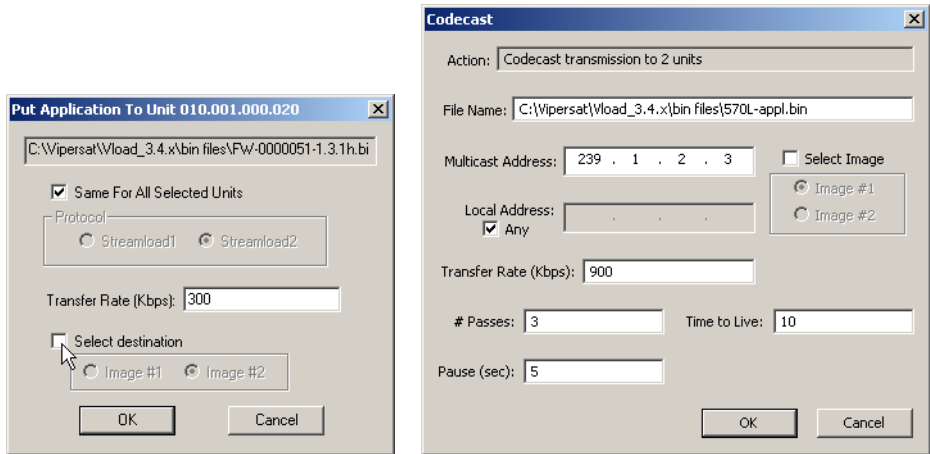 Put Application To Unit 010.001.000.020
C:\Vipersat\Vload_3.4.x\bin files\FW-0000051-1.3.1h.bi
Same For All Selected Units
Protocol
Streamload1 Streamload2
Transfer Rate (Kbps): 300
Select destination
Image #1 Image #2
OK Cancel
Codecast
Action: Codecast transmission to 2 units
File Name: C:\Vipersat\Vload_3.4.x\bin files\570L-appl.bin
Multicast Address: 239 . 1 . 2 . 3 Select Image
Image #1
Local Address: . . . Image #2
Any
Transfer Rate (Kbps): 900
# Passes: 3 Time to Live: 10
Pause (sec): 5
OK Cancel